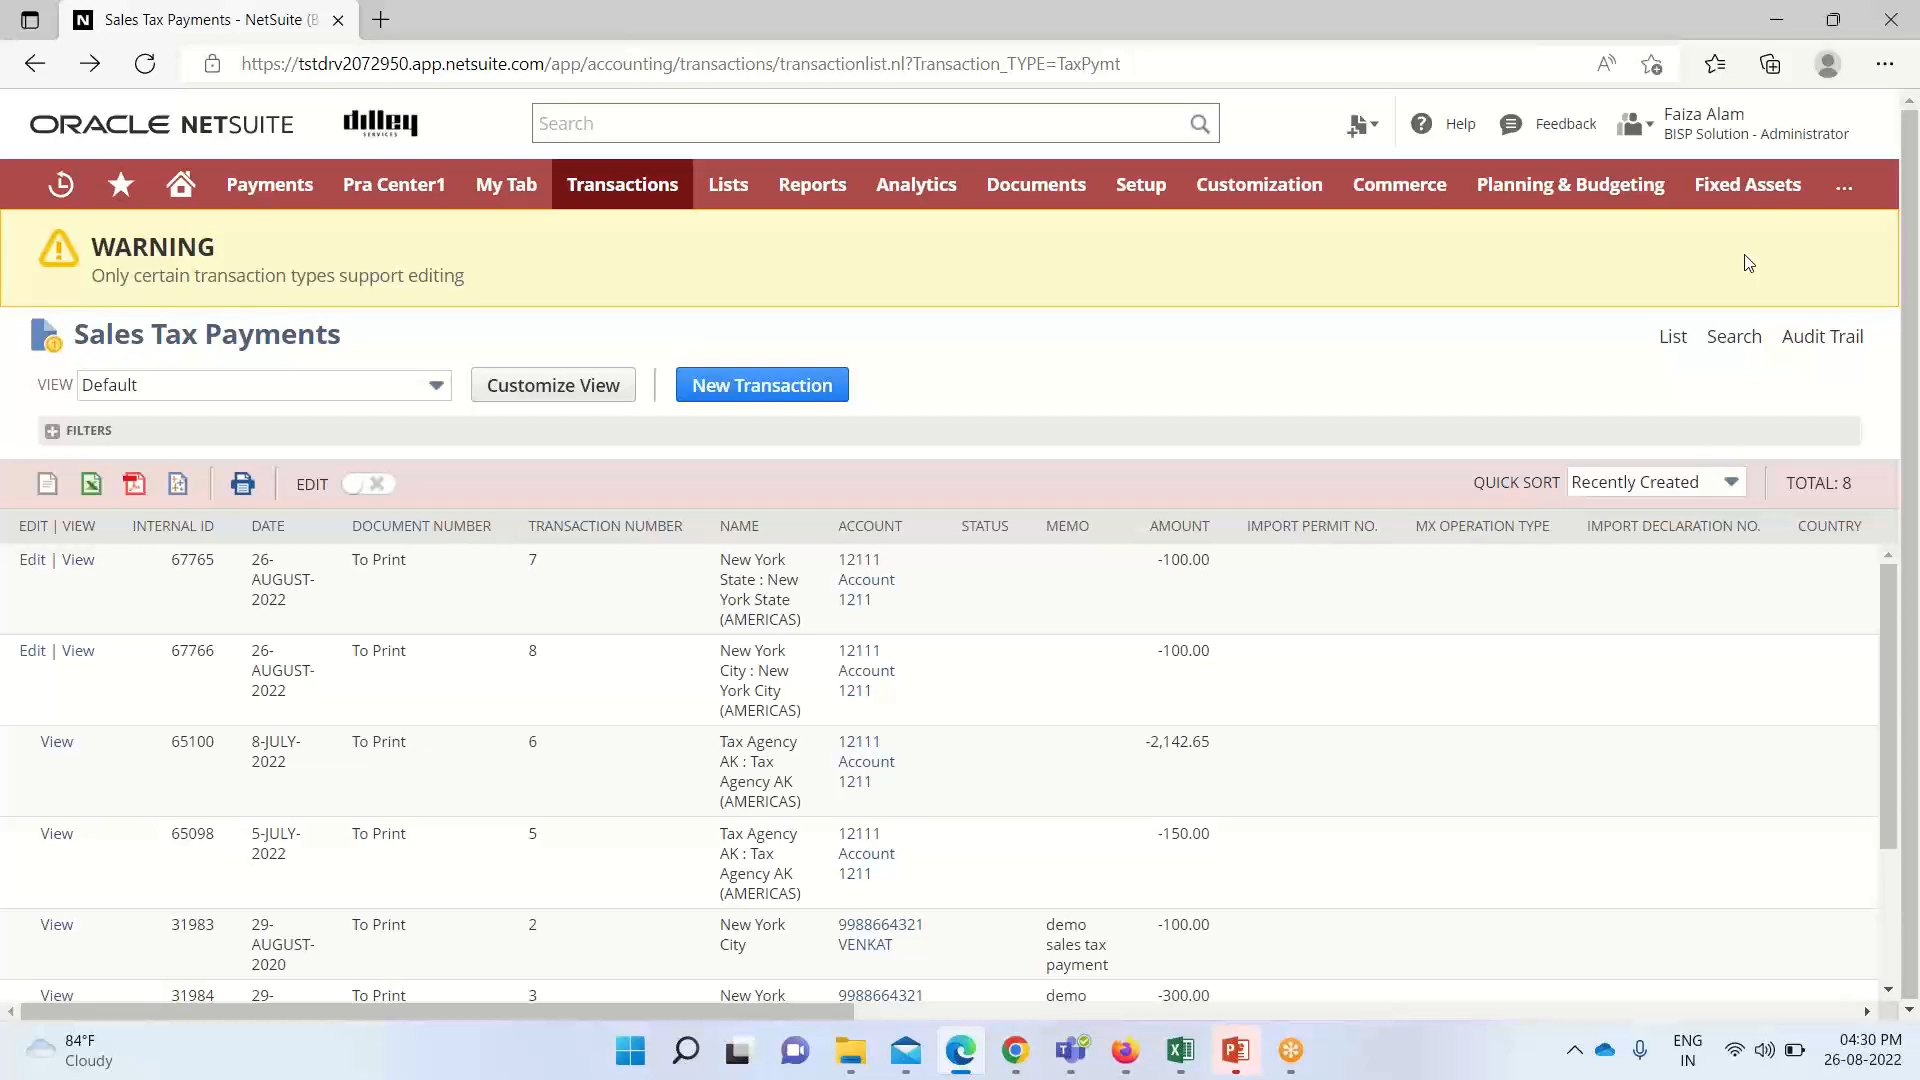 Sales Tax Payments - NetSuite (B
https://tstdrv2072950.app.netsuite.com/app/accounting/transactions/transactionlist.nl?Transaction_TYPE=TaxPymt
ORACLE NETSUITE
dilley
SERVICES
Search
Help
Feedback
Faiza Alam
BISP Solution - Administrator
Payments
Pra Center1
My Tab
Transactions
Lists
Reports
Analytics
Documents
Setup
Customization
Commerce
Planning & Budgeting
Fixed Assets
...
WARNING
Only certain transaction types support editing
Sales Tax Payments
List
Search
Audit Trail
VIEW
Default
Customize View
New Transaction
FILTERS
EDIT
QUICK SORT
Recently Created
TOTAL: 8
EDIT | VIEW INTERNAL ID DATE DOCUMENT NUMBER TRANSACTION NUMBER NAME ACCOUNT STATUS MEMO AMOUNT IMPORT PERMIT NO. MX OPERATION TYPE IMPORT DECLARATION NO. COUNTRY
Edit | View 67765 26- To Print 7 New York 12111 -100.00
AUGUST- State : New Account
2022 York State 1211
(AMERICAS)
Edit | View 67766 26- To Print 8 New York 12111 -100.00
AUGUST- City : New Account
2022 York City 1211
(AMERICAS)
View 65100 8-JULY- To Print 6 Tax Agency 12111 -2,142.65
2022 AK : Tax Account
Agency AK 1211
(AMERICAS)
View 65098 5-JULY- To Print 5 Tax Agency 12111 -150.00
2022 AK : Tax Account
Agency AK 1211
(AMERICAS)
View 31983 29- To Print 2 New York 9988664321 demo -100.00
AUGUST- City VENKAT sales tax
2020 payment
View 31984 29- To Print 3 New York 9988664321 demo -300.00
84°F
Cloudy
ENG
IN
04:30 PM
26-08-2022